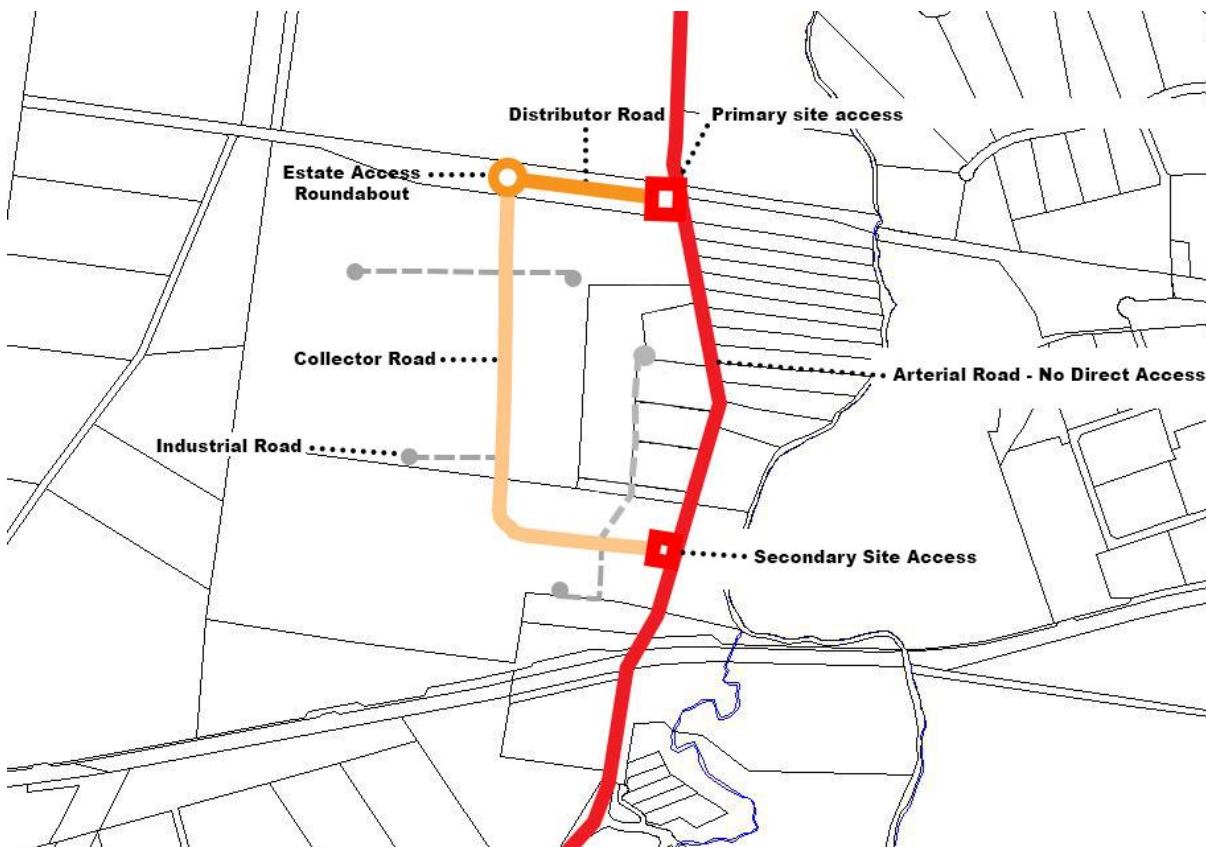 Distributor Road
Primary site access
Estate Access
Roundabout
Collector Road
Arterial Road - No Direct Access
Industrial Road
Secondary Site Access